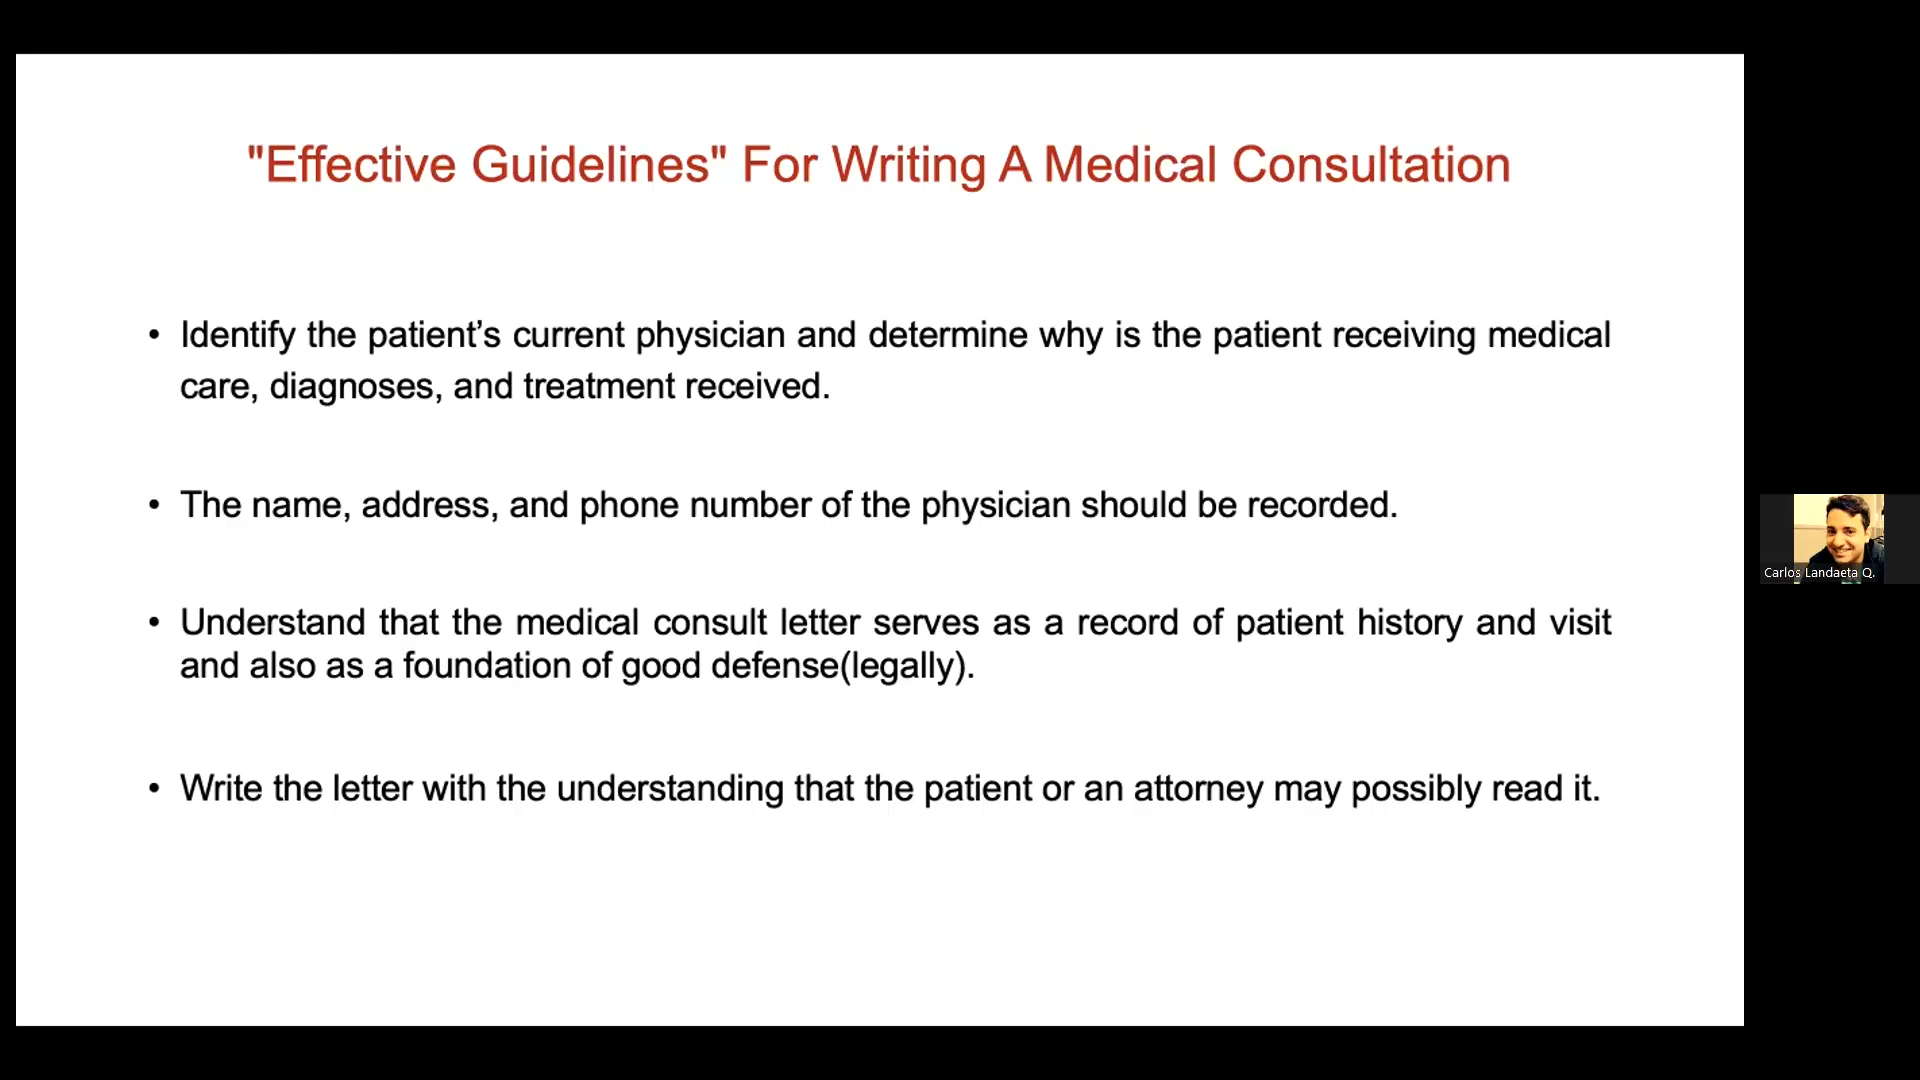 "Effective Guidelines" For Writing A Medical Consultation
• Identify the patient’s current physician and determine why is the patient receiving medical
care, diagnoses, and treatment received.
• The name, address, and phone number of the physician should be recorded.
• Understand that the medical consult letter serves as a record of patient history and visit
and also as a foundation of good defense(legally).
• Write the letter with the understanding that the patient or an attorney may possibly read it.
Carlos Landaeta Q.